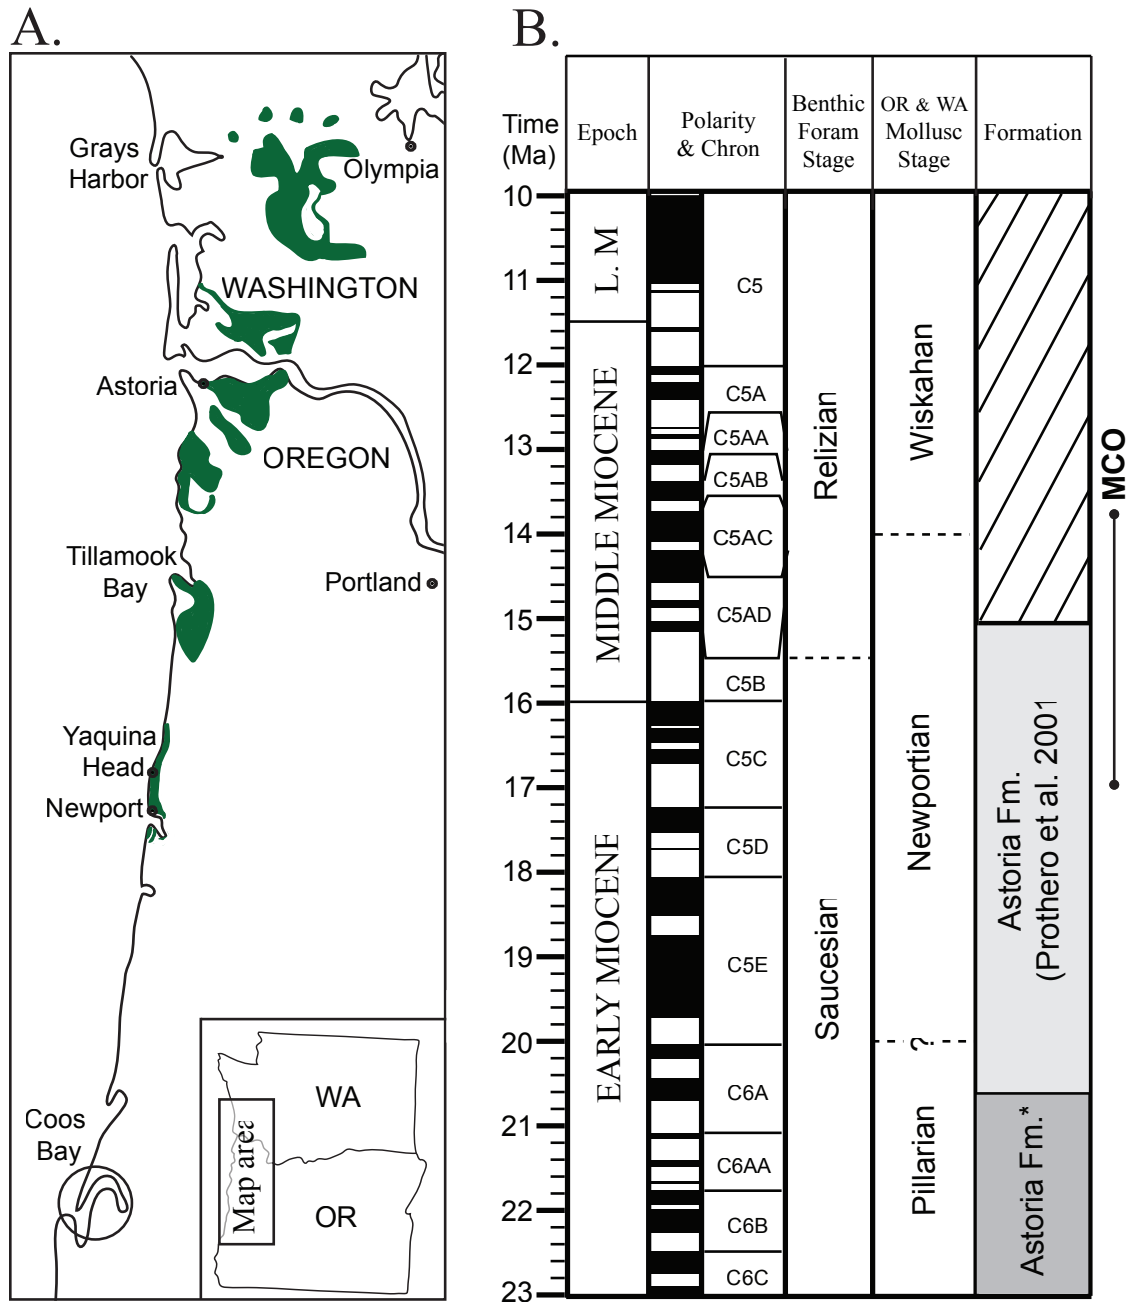 A.
Grays
Harbor
Olympia
WASHINGTON
Astoria
OREGON
Tillamook
Bay
Portland
Yaquina
Head
Newport
Coos
Bay
WA
OR
Map area
B.
Time
(Ma)
Epoch
Polarity
& Chron
Benthic
Foram
Stage
OR & WA
Mollusc
Stage
Formation
10
11
12
13
14
15
16
17
18
19
20
21
22
23
L. M
MIDDLE MIOCENE
EARLY MIOCENE
C5
C5A
C5AA
C5AB
C5AC
C5AD
C5B
C5C
C5D
C5E
C6A
C6AA
C6B
C6C
Relizian
Saucesian
Wiskahan
Newportian
?
Pillarian
Astoria Fm.
(Prothero et al. 2001
Astoria Fm.*
MCO